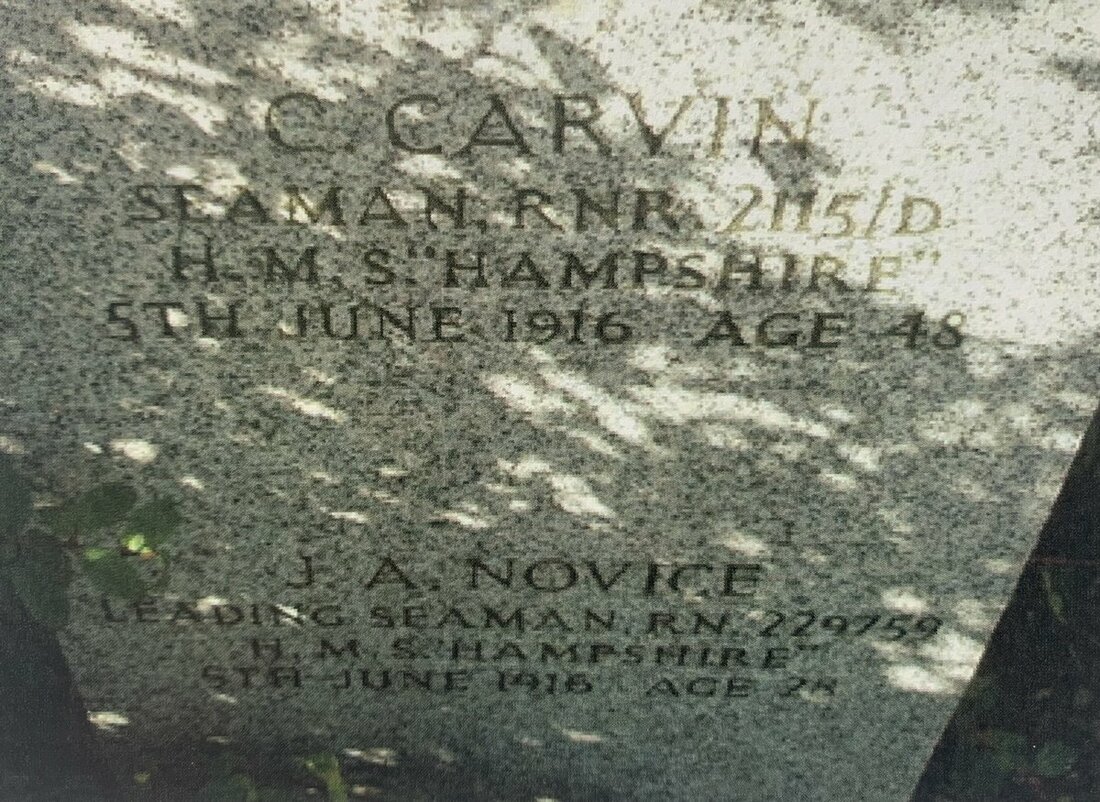 C. CARVIN
SEAMAN, RNR. 2115/D
H. M. S. "HAMPSHIRE"
5TH JUNE 1916 AGE 48
J. A. NOVICE
LEADING SEAMAN, R.N. 229759
H. M. S. "HAMPSHIRE"
5TH JUNE 1916 AGE 28